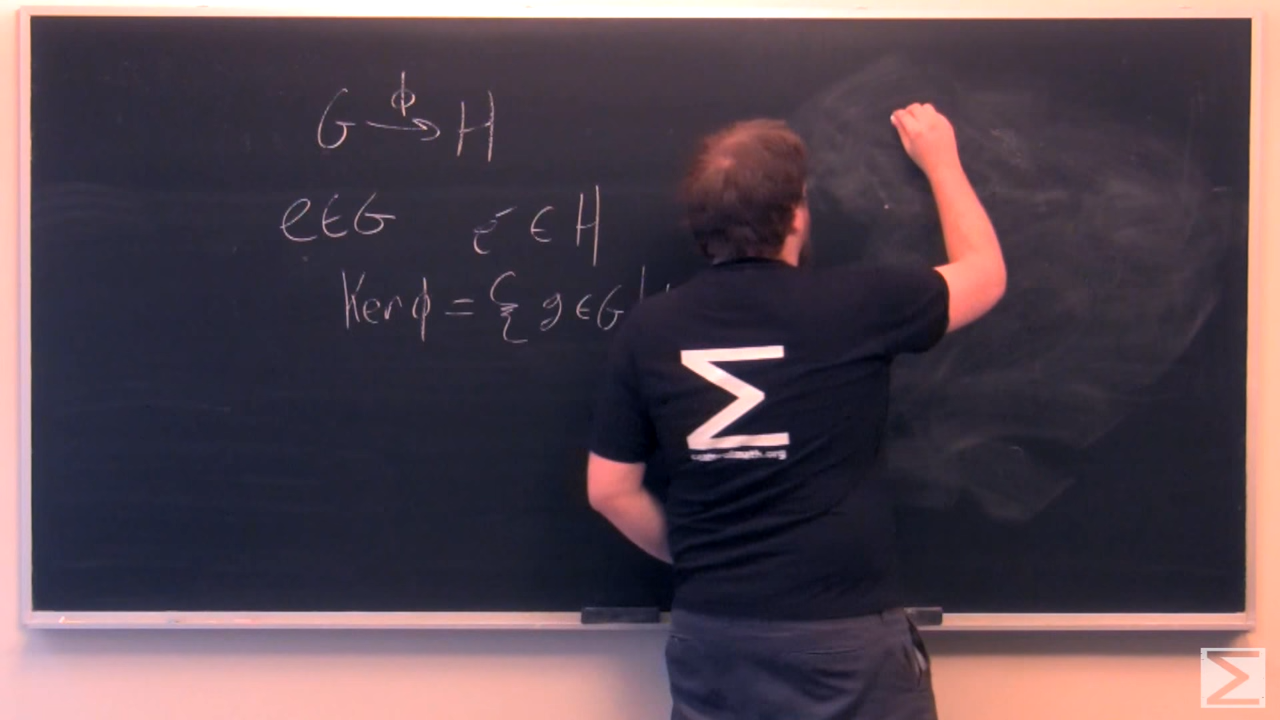 G →^ϕ H
e ∈ G e' ∈ H
Ker ϕ = { g ∈ G |
Σ
Σ